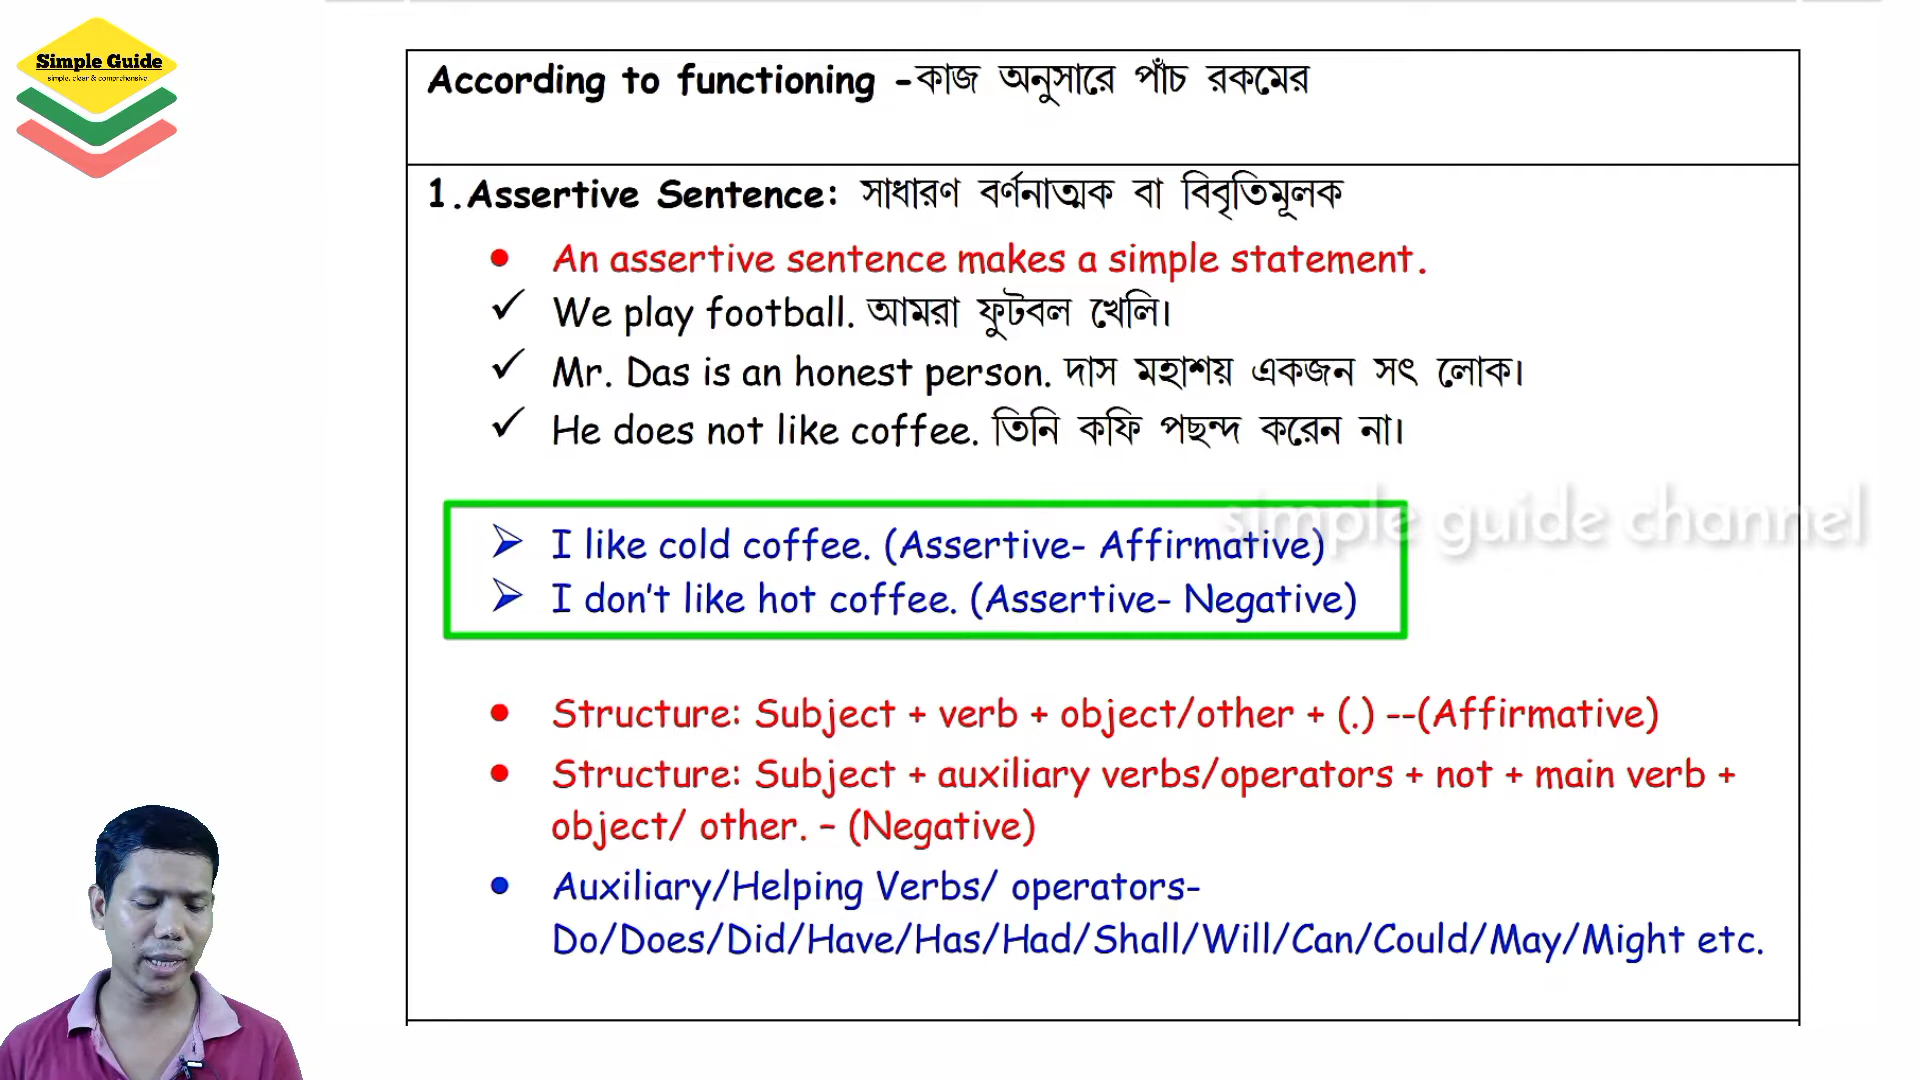 Simple Guide
simple, clear & comprehensive
According to functioning -কাজ অনুসারে পাঁচ রকমের
1.Assertive Sentence: সাধারণ বর্ণনাত্মক বা বিবৃতিমূলক
• An assertive sentence makes a simple statement.
✓ We play football. আমরা ফুটবল খেলি।
✓ Mr. Das is an honest person. দাস মহাশয় একজন সৎ লোক।
✓ He does not like coffee. তিনি কফি পছন্দ করেন না।
simple guide channel
➢ I like cold coffee. (Assertive- Affirmative)
➢ I don't like hot coffee. (Assertive- Negative)
• Structure: Subject + verb + object/other + (.) --(Affirmative)
• Structure: Subject + auxiliary verbs/operators + not + main verb +
object/ other. – (Negative)
• Auxiliary/Helping Verbs/ operators-
Do/Does/Did/Have/Has/Had/Shall/Will/Can/Could/May/Might etc.